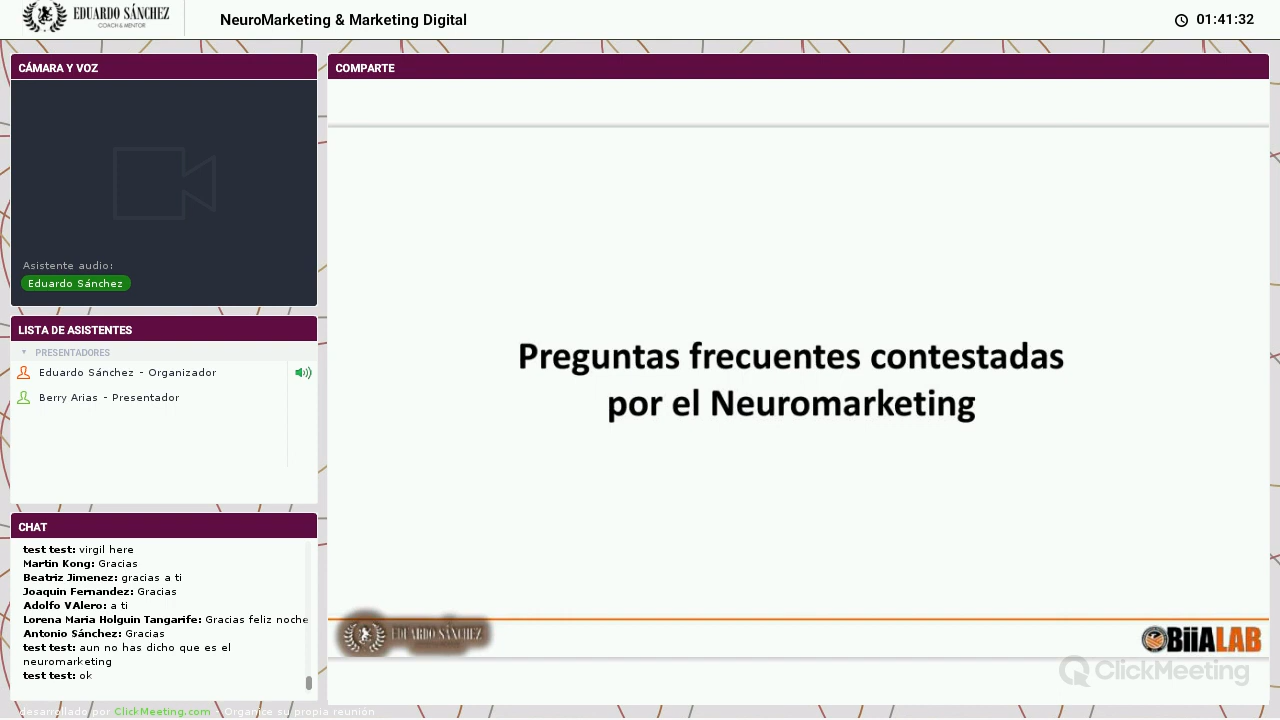 EDUARDO SÁNCHEZ
COACH & MENTOR
NeuroMarketing & Marketing Digital
01:41:32
CÁMARA Y VOZ
Asistente audio:
Eduardo Sánchez
LISTA DE ASISTENTES
PRESENTADORES
Eduardo Sánchez - Organizador
Berry Arias - Presentador
CHAT
test test: virgil here
Martin Kong: Gracias
Beatriz Jimenez: gracias a ti
Joaquin Fernandez: Gracias
Adolfo VAlero: a ti
Lorena Maria Holguin Tangarife: Gracias feliz noche
Antonio Sánchez: Gracias
test test: aun no has dicho que es el
neuromarketing
test test: ok
desarrollado por ClickMeeting.com - Organice su propia reunión
COMPARTE
Preguntas frecuentes contestadas
por el Neuromarketing
EDUARDO SÁNCHEZ
BiiALAB
ClickMeeting